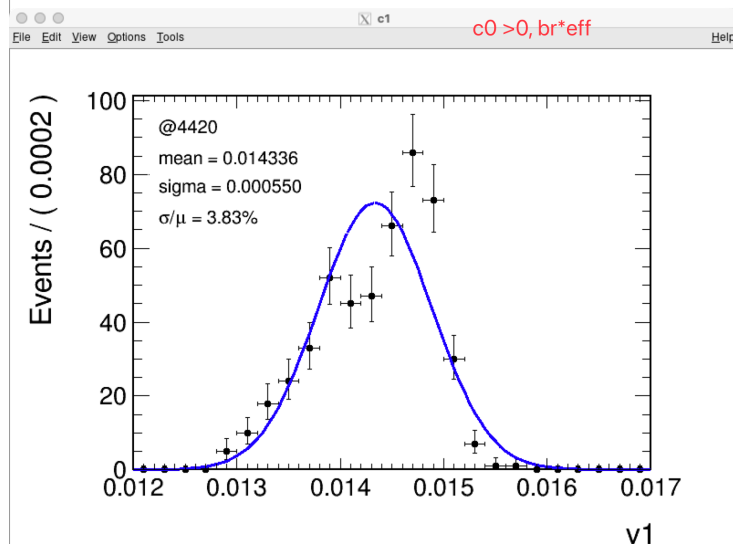 c1
c0 >0, br*eff
File Edit View Options Tools Help
100
@4420
mean = 0.014336
sigma = 0.000550
σ/μ = 3.83%
80
60
40
20
0
Events / ( 0.0002 )
0.012 0.013 0.014 0.015 0.016 0.017
v1